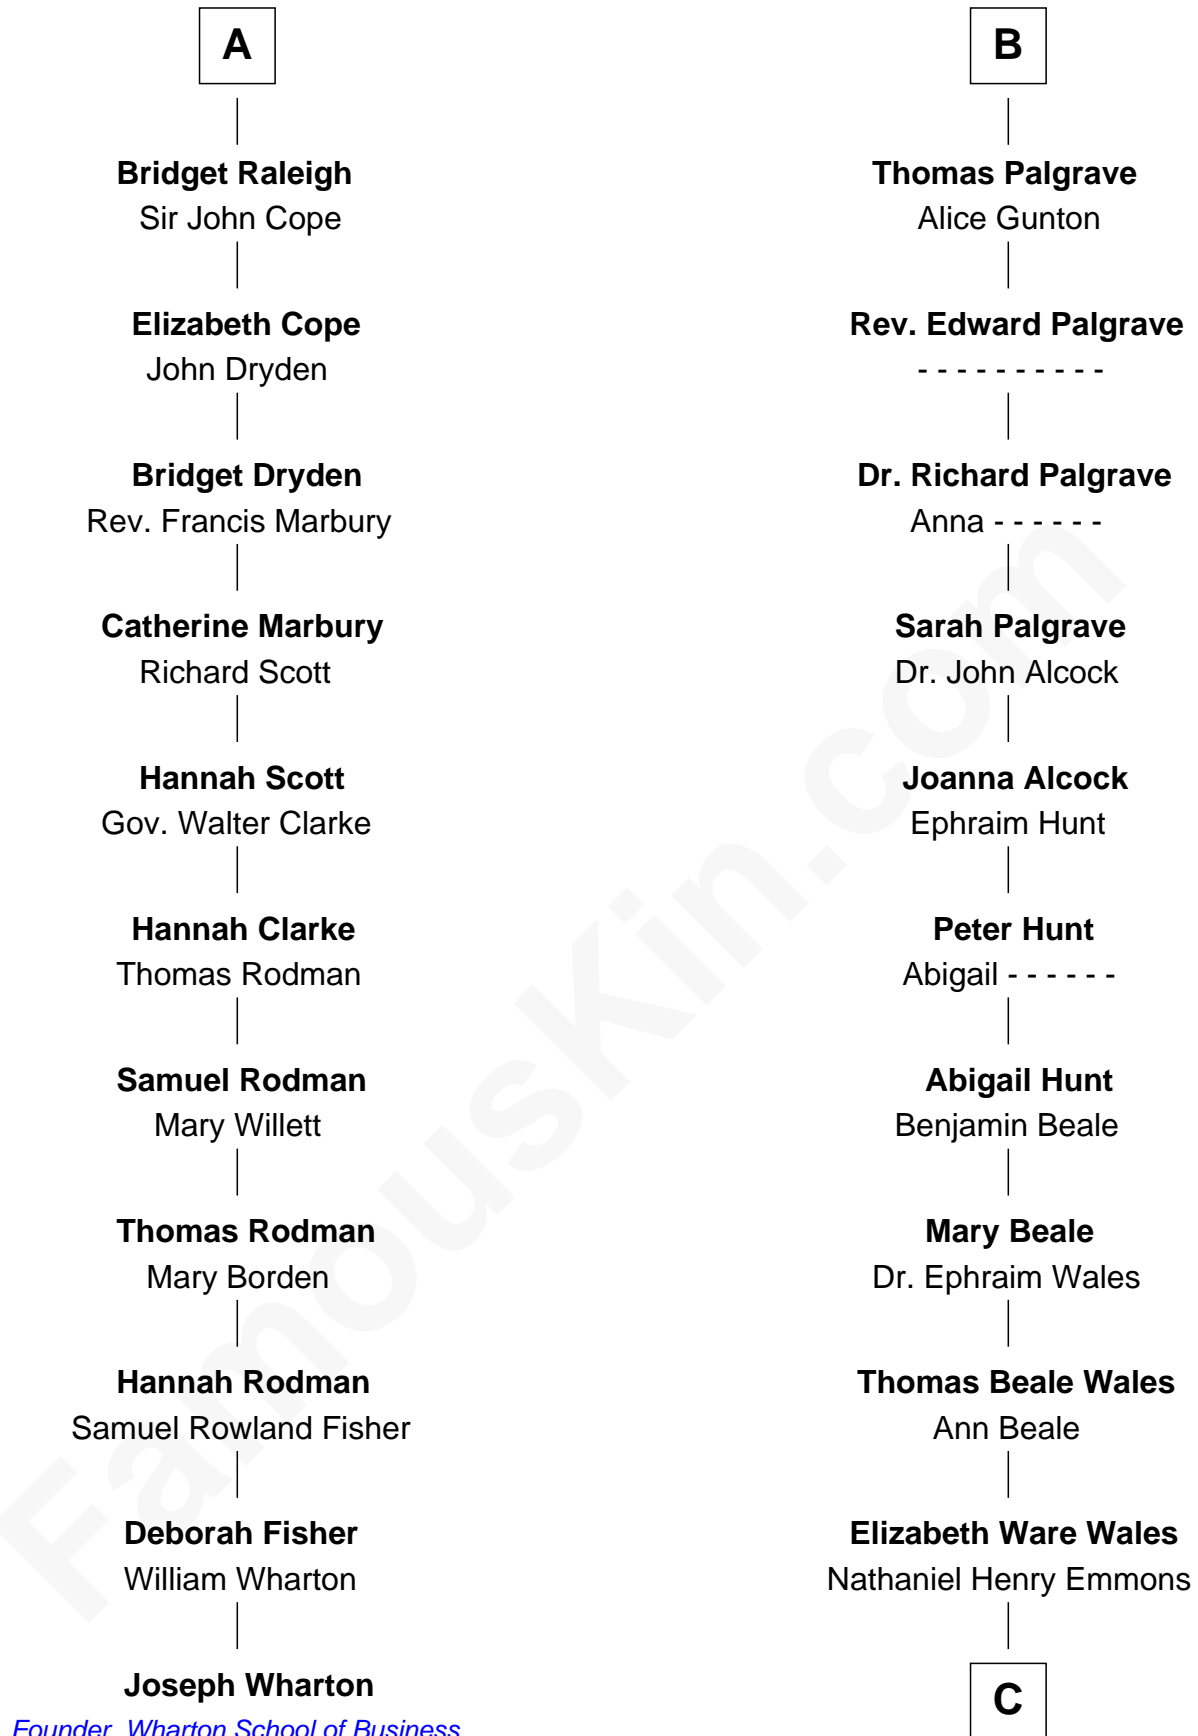 A
Bridget Raleigh
Sir John Cope
Elizabeth Cope
John Dryden
Bridget Dryden
Rev. Francis Marbury
Catherine Marbury
Richard Scott
Hannah Scott
Gov. Walter Clarke
Hannah Clarke
Thomas Rodman
Samuel Rodman
Mary Willett
Thomas Rodman
Mary Borden
Hannah Rodman
Samuel Rowland Fisher
Deborah Fisher
William Wharton
Joseph Wharton
Founder, Wharton School of Business
B
Thomas Palgrave
Alice Gunton
Rev. Edward Palgrave
- - - - - - - - - -
Dr. Richard Palgrave
Anna - - - - - -
Sarah Palgrave
Dr. John Alcock
Joanna Alcock
Ephraim Hunt
Peter Hunt
Abigail - - - - - -
Abigail Hunt
Benjamin Beale
Mary Beale
Dr. Ephraim Wales
Thomas Beale Wales
Ann Beale
Elizabeth Ware Wales
Nathaniel Henry Emmons
C
FamousKin.com